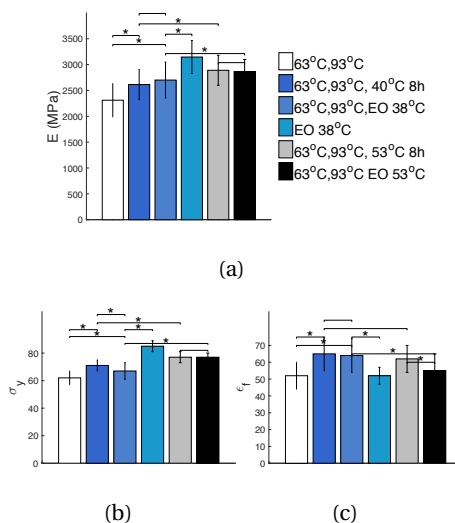 * * * * * *
3500
3000
2500
2000
1500
1000
500
0
E (MPa)
63°C,93°C
63°C,93°C, 40°C 8h
63°C,93°C,EO 38°C
EO 38°C
63°C,93°C, 53°C 8h
63°C,93°C EO 53°C
(a)
* * * * * * *
80
60
40
20
0
σy
(b)
* * * * *
70
60
50
40
30
20
10
0
ϵf
(c)